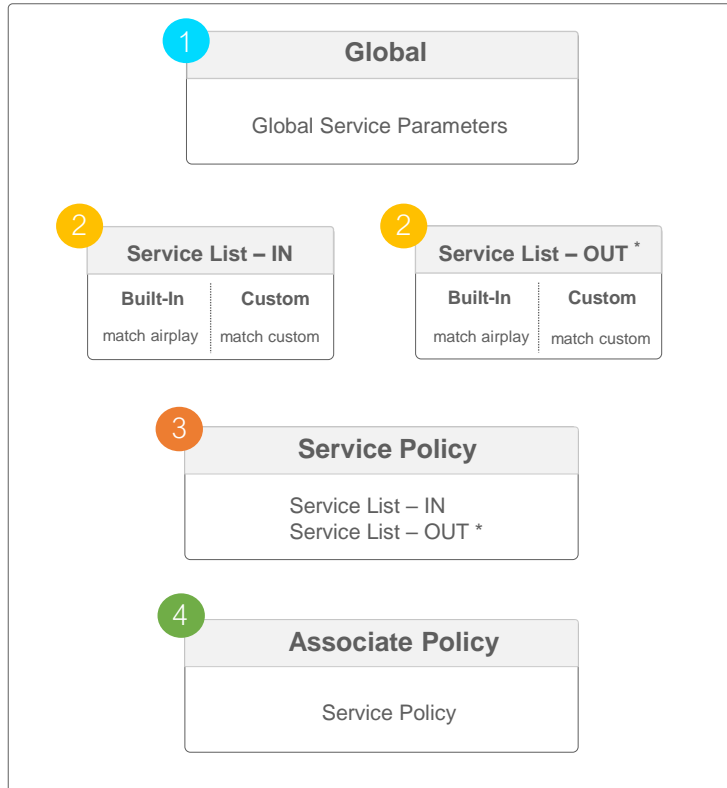 1
Global
Global Service Parameters
2
Service List – IN
Built-In
Custom
match airplay
match custom
2
Service List – OUT *
Built-In
Custom
match airplay
match custom
3
Service Policy
Service List – IN
Service List – OUT *
4
Associate Policy
Service Policy